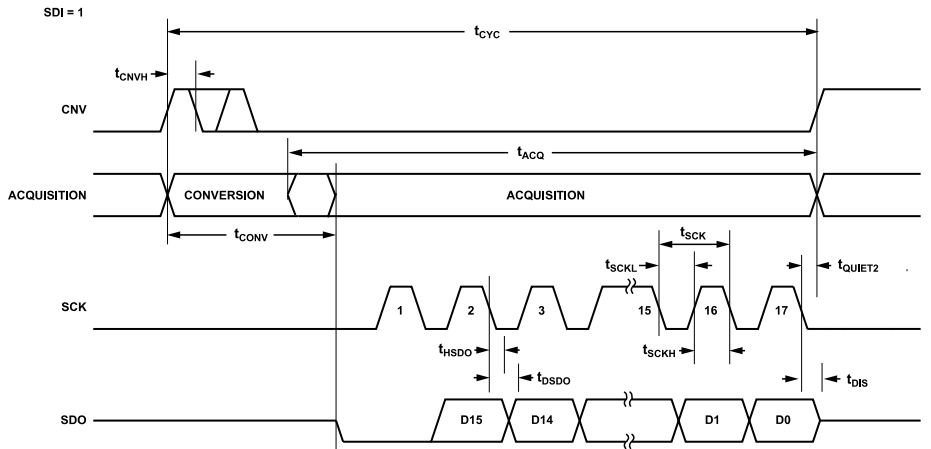 SDI = 1
tCYC
tCNVH
CNV
tACQ
ACQUISITION CONVERSION ACQUISITION
tCONV
tSCK
tSCKL tQUIET2
SCK 1 2 3 15 16 17
tHSDO tSCKH
tDSDO tDIS
SDO D15 D14 D1 D0